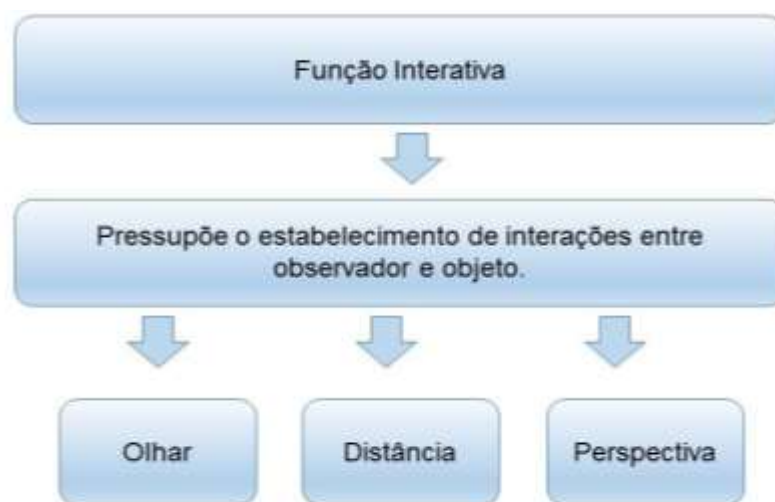 Função Interativa
Pressupõe o estabelecimento de interações entre
observador e objeto.
Olhar
Distância
Perspectiva